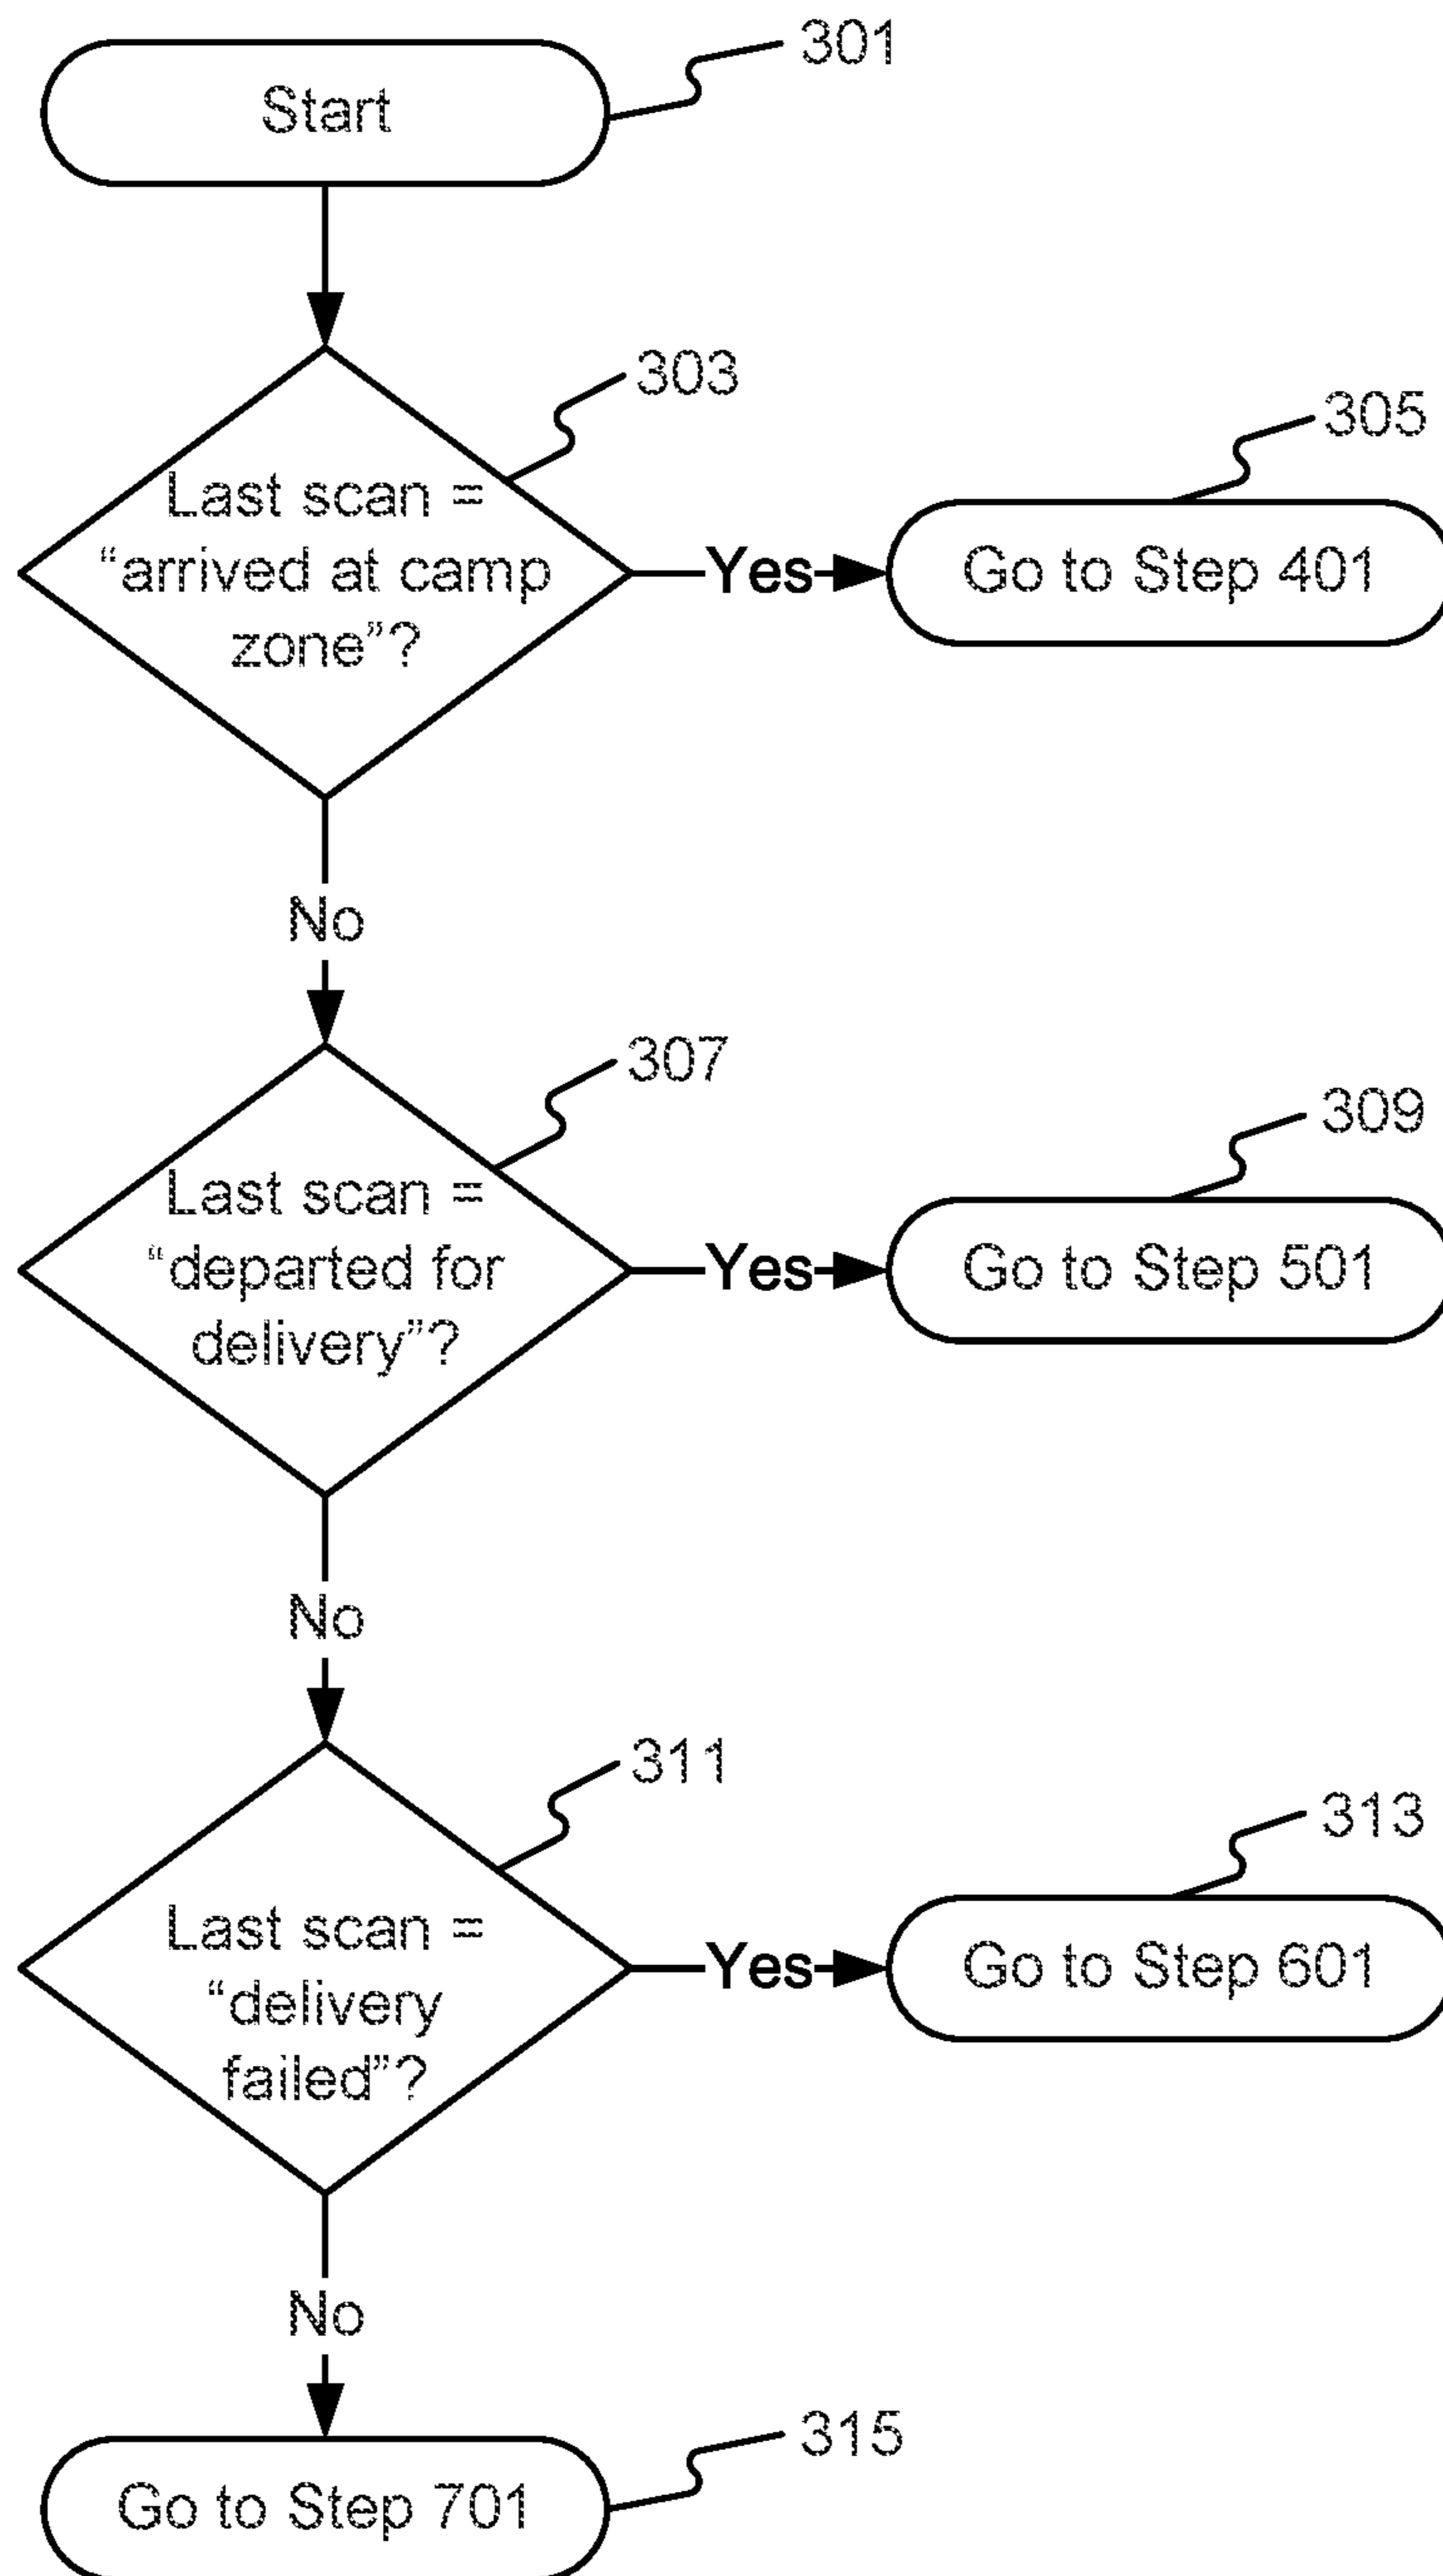 Start
301
303
Last scan =
“arrived at camp
zone”?
Yes
305
Go to Step 401
No
307
Last scan =
“departed for
delivery”?
Yes
309
Go to Step 501
No
311
Last scan =
“delivery
failed”?
Yes
313
Go to Step 601
No
315
Go to Step 701